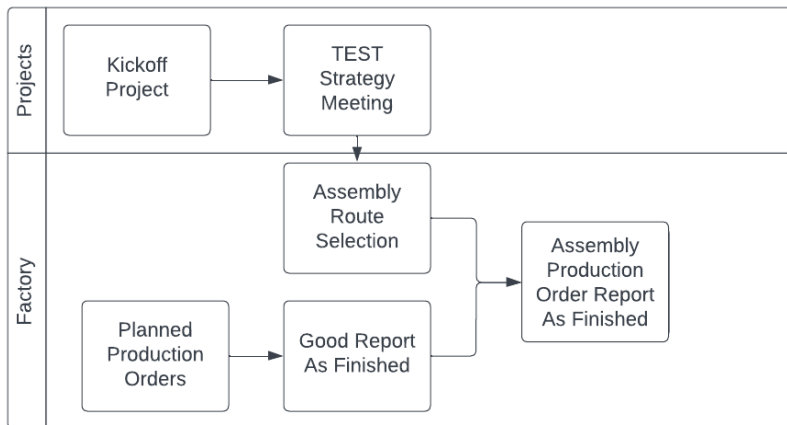 Projects
Kickoff
Project
TEST
Strategy
Meeting
Factory
Assembly
Route
Selection
Assembly
Production
Order Report
As Finished
Planned
Production
Orders
Good Report
As Finished